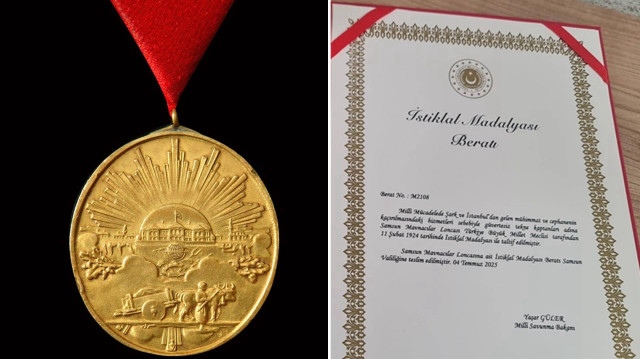 İstiklal Madalyası
Beratı
Berat No. : M2108
Milli Mücadelede Şark ve İstanbul'dan gelen mühimmat ve cephanenin
kaçırılmasındaki hizmetleri sebebiyle güvertesiz tekne kaptanları adına
Samsun Mavnacılar Loncası Türkiye Büyük Millet Meclisi tarafından
11 Şubat 1924 tarihinde İstiklal Madalyası ile taltif edilmiştir.
Samsun Mavnacılar Loncasına ait İstiklal Madalyası Beratı Samsun
Valiliğine teslim edilmiştir. 04 Temmuz 2025
Yaşar GÜLER
Milli Savunma Bakanı